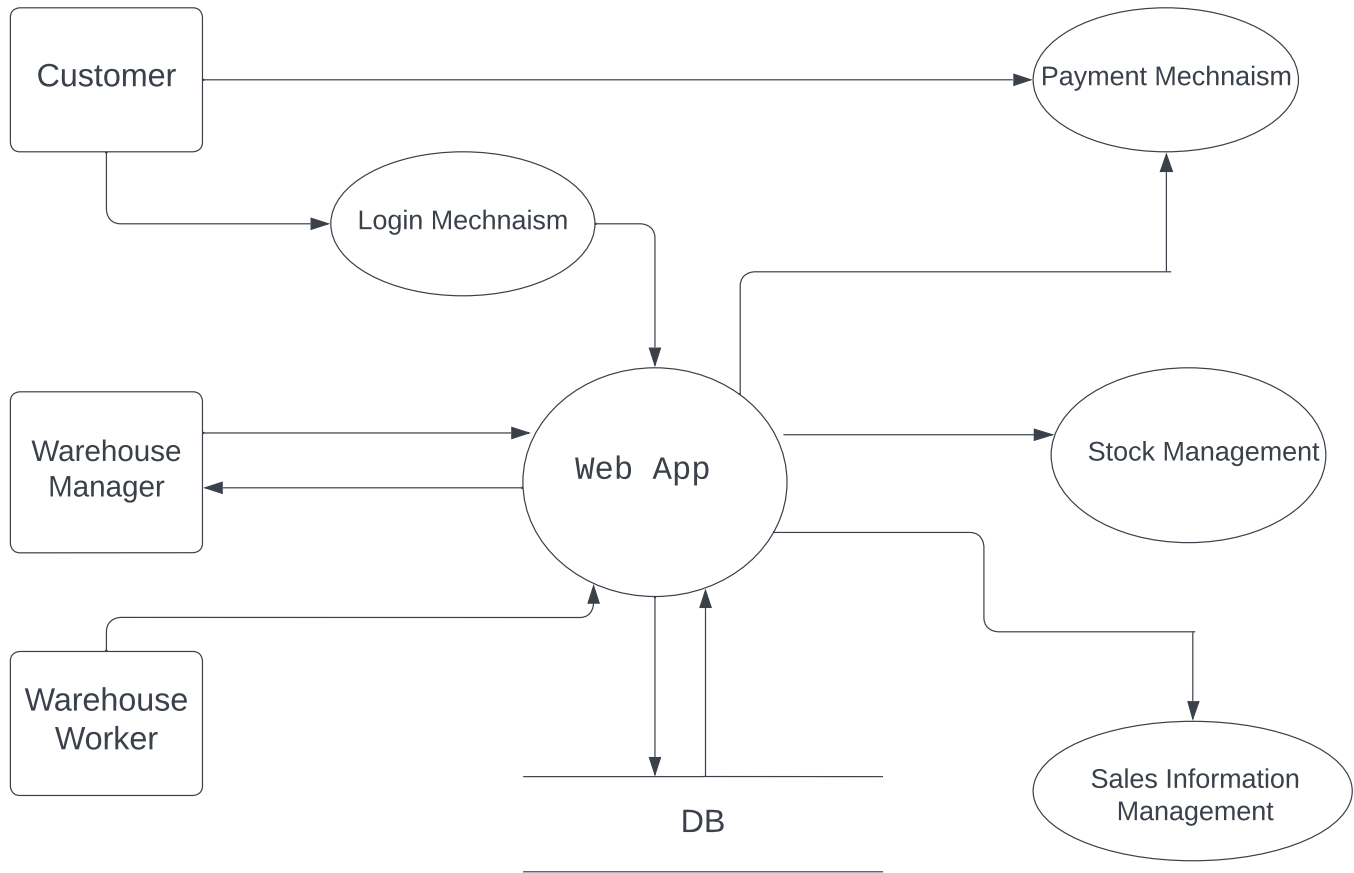 Customer
Payment Mechnaism
Login Mechnaism
Warehouse
Manager
Web App
Stock Management
Warehouse
Worker
DB
Sales Information
Management